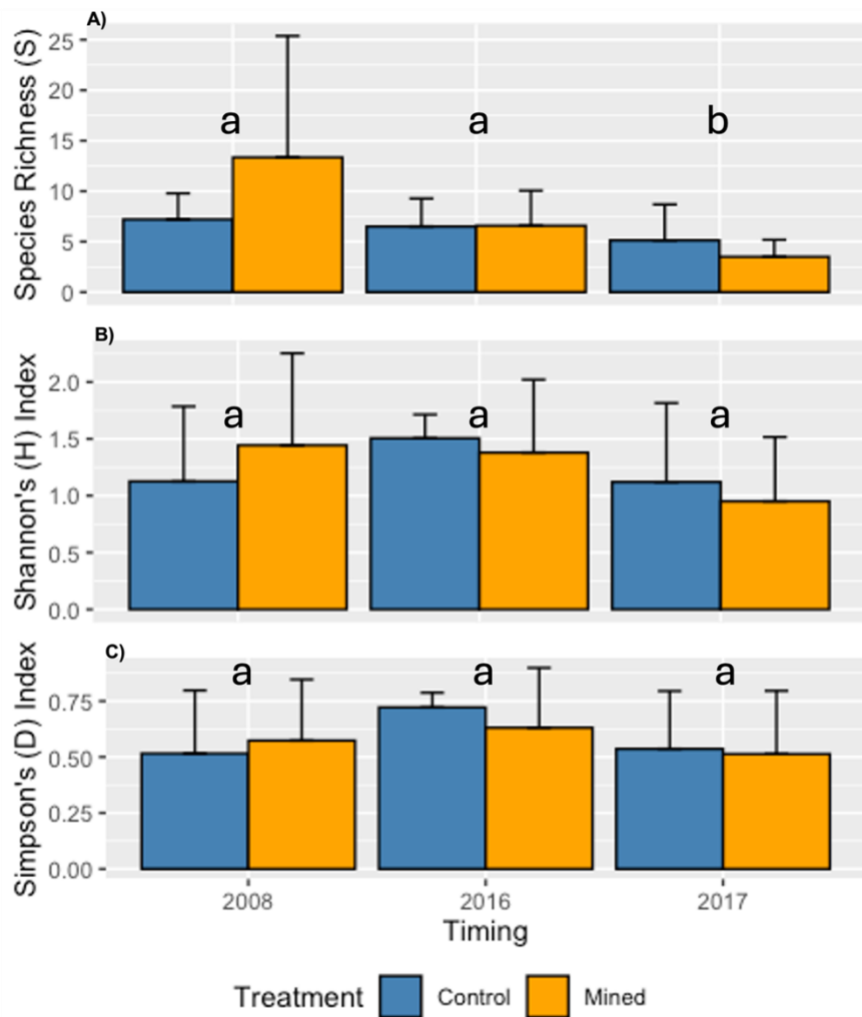 A)
Species Richness (S)
25
20
15
10
5
0
a a b
B)
Shannon's (H) Index
2.0
1.5
1.0
0.5
0.0
a a a
C)
Simpson's (D) Index
0.75
0.50
0.25
0.00
a a a
2008 2016 2017
Timing
Treatment Control Mined